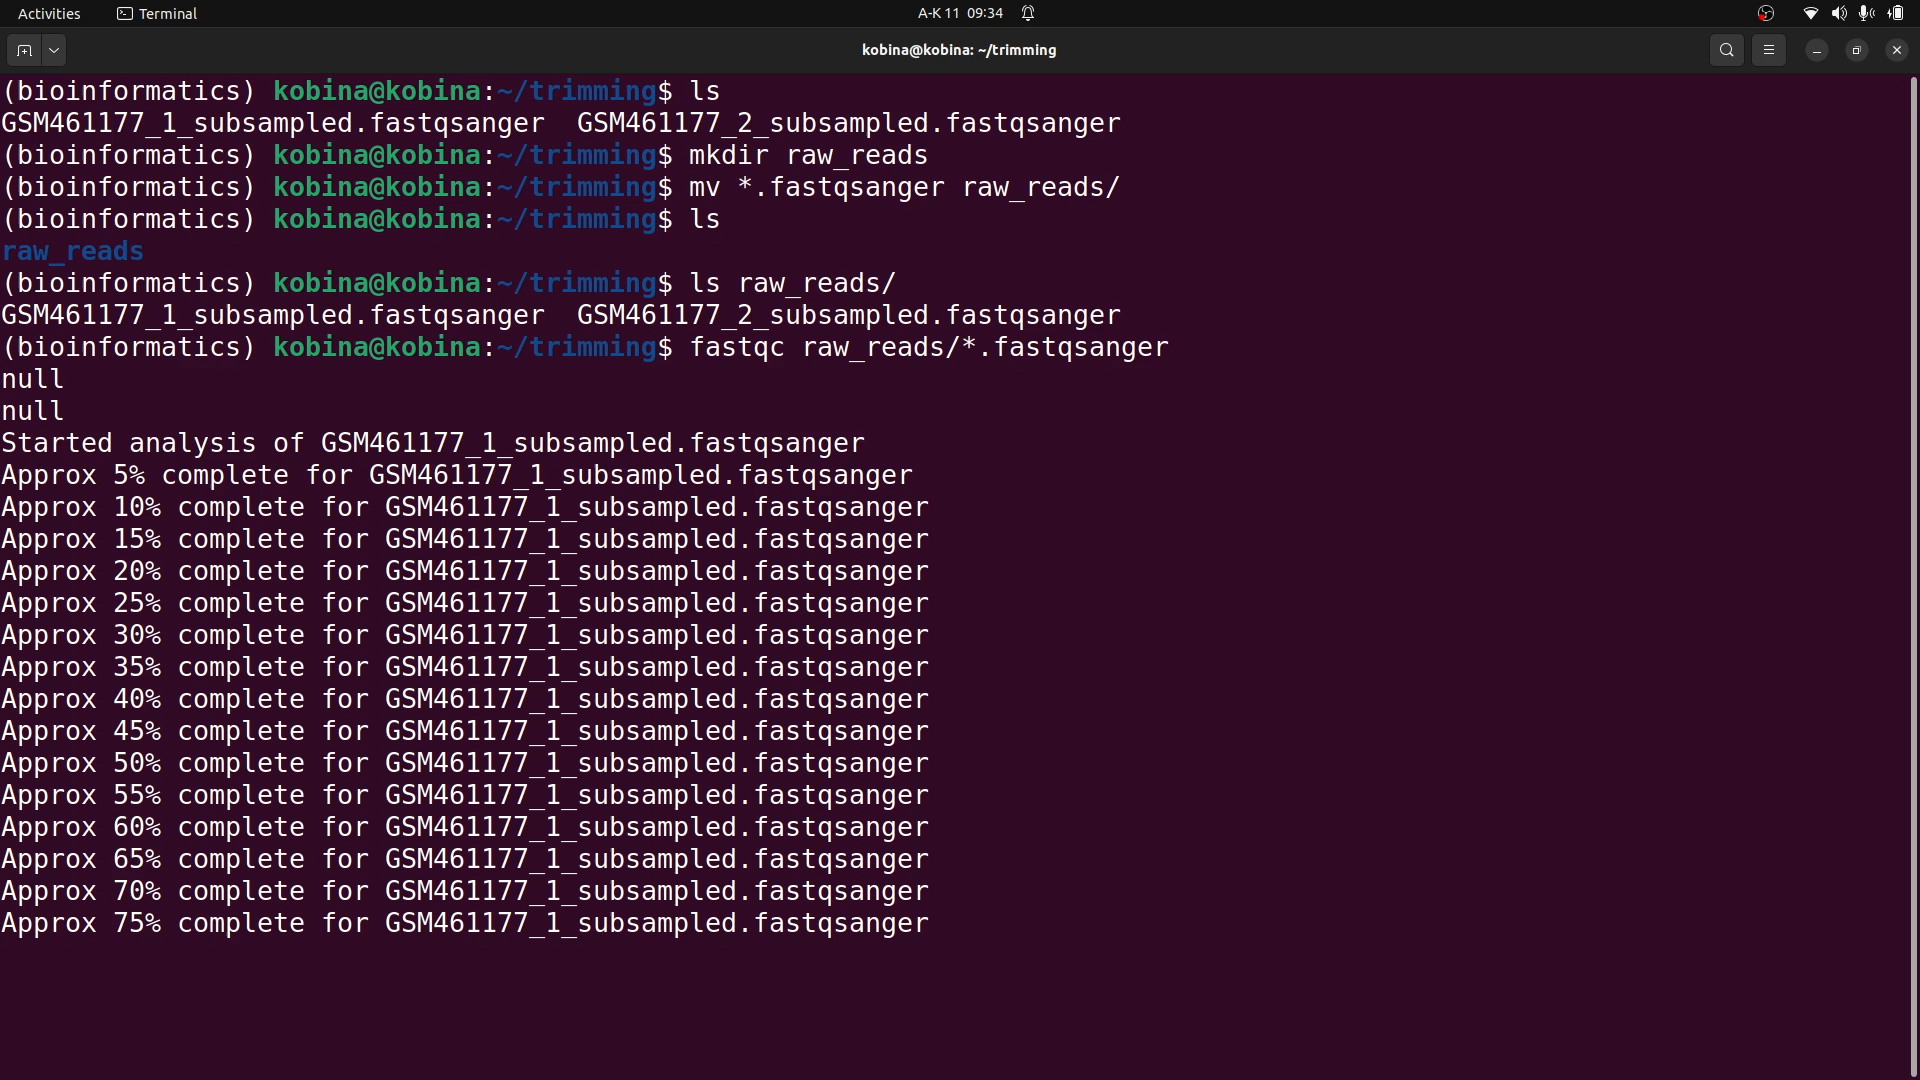 Activities Terminal A-K 11 09:34
kobina@kobina: ~/trimming
(bioinformatics) kobina@kobina:~/trimming$ ls
GSM461177_1_subsampled.fastqsanger  GSM461177_2_subsampled.fastqsanger
(bioinformatics) kobina@kobina:~/trimming$ mkdir raw_reads
(bioinformatics) kobina@kobina:~/trimming$ mv *.fastqsanger raw_reads/
(bioinformatics) kobina@kobina:~/trimming$ ls
raw_reads
(bioinformatics) kobina@kobina:~/trimming$ ls raw_reads/
GSM461177_1_subsampled.fastqsanger  GSM461177_2_subsampled.fastqsanger
(bioinformatics) kobina@kobina:~/trimming$ fastqc raw_reads/*.fastqsanger
null
null
Started analysis of GSM461177_1_subsampled.fastqsanger
Approx 5% complete for GSM461177_1_subsampled.fastqsanger
Approx 10% complete for GSM461177_1_subsampled.fastqsanger
Approx 15% complete for GSM461177_1_subsampled.fastqsanger
Approx 20% complete for GSM461177_1_subsampled.fastqsanger
Approx 25% complete for GSM461177_1_subsampled.fastqsanger
Approx 30% complete for GSM461177_1_subsampled.fastqsanger
Approx 35% complete for GSM461177_1_subsampled.fastqsanger
Approx 40% complete for GSM461177_1_subsampled.fastqsanger
Approx 45% complete for GSM461177_1_subsampled.fastqsanger
Approx 50% complete for GSM461177_1_subsampled.fastqsanger
Approx 55% complete for GSM461177_1_subsampled.fastqsanger
Approx 60% complete for GSM461177_1_subsampled.fastqsanger
Approx 65% complete for GSM461177_1_subsampled.fastqsanger
Approx 70% complete for GSM461177_1_subsampled.fastqsanger
Approx 75% complete for GSM461177_1_subsampled.fastqsanger